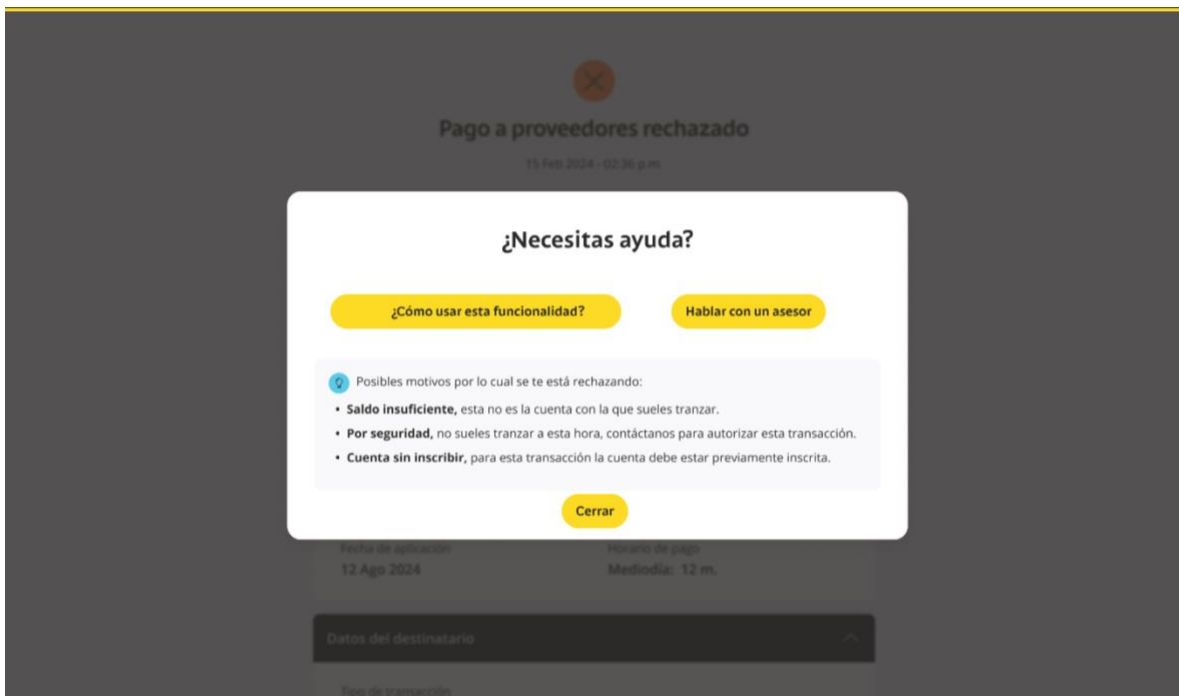 Pago a proveedores rechazado
15 Feb 2024 - 02:36 p.m.
¿Necesitas ayuda?
¿Cómo usar esta funcionalidad?
Hablar con un asesor
Posibles motivos por lo cual se te está rechazando:
• Saldo insuficiente, esta no es la cuenta con la que sueles tranzar.
• Por seguridad, no sueles tranzar a esta hora, contáctanos para autorizar esta transacción.
• Cuenta sin inscribir, para esta transacción la cuenta debe estar previamente inscrita.
Cerrar
Fecha de aplicación
Horario de pago
12 Ago 2024
Mediodía: 12 m.
Datos del destinatario
Tipo de transacción